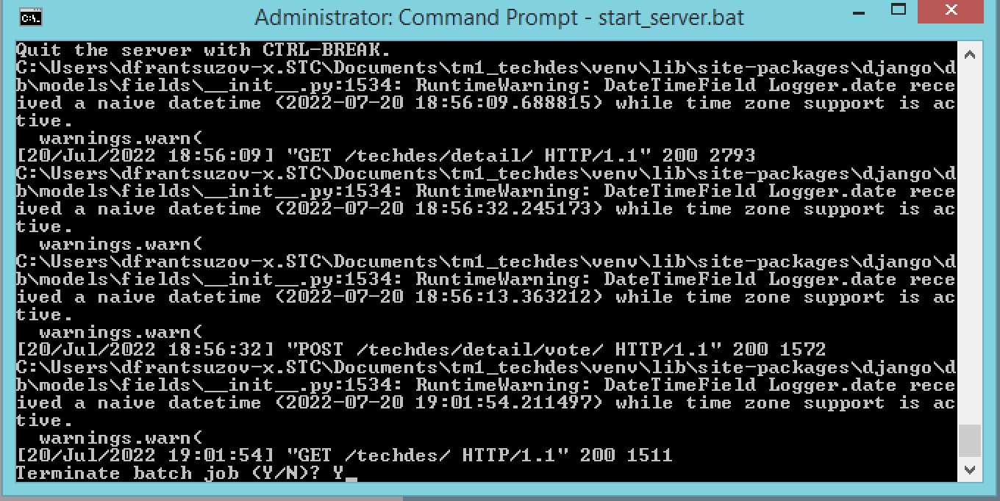 Administrator: Command Prompt - start_server.bat
Quit the server with CTRL-BREAK.
C:\Users\dfrantsuzov-x.STC\Documents\tm1_techdes\venv\lib\site-packages\django\d
b\models\fields\__init__.py:1534: RuntimeWarning: DateTimeField Logger.date rece
ived a naive datetime (2022-07-20 18:56:09.688815) while time zone support is ac
tive.
  warnings.warn(
[20/Jul/2022 18:56:09] "GET /techdes/detail/ HTTP/1.1" 200 2793
C:\Users\dfrantsuzov-x.STC\Documents\tm1_techdes\venv\lib\site-packages\django\d
b\models\fields\__init__.py:1534: RuntimeWarning: DateTimeField Logger.date rece
ived a naive datetime (2022-07-20 18:56:32.245173) while time zone support is ac
tive.
  warnings.warn(
C:\Users\dfrantsuzov-x.STC\Documents\tm1_techdes\venv\lib\site-packages\django\d
b\models\fields\__init__.py:1534: RuntimeWarning: DateTimeField Logger.date rece
ived a naive datetime (2022-07-20 18:56:13.363212) while time zone support is ac
tive.
  warnings.warn(
[20/Jul/2022 18:56:32] "POST /techdes/detail/vote/ HTTP/1.1" 200 1572
C:\Users\dfrantsuzov-x.STC\Documents\tm1_techdes\venv\lib\site-packages\django\d
b\models\fields\__init__.py:1534: RuntimeWarning: DateTimeField Logger.date rece
ived a naive datetime (2022-07-20 19:01:54.211497) while time zone support is ac
tive.
  warnings.warn(
[20/Jul/2022 19:01:54] "GET /techdes/ HTTP/1.1" 200 1511
Terminate batch job (Y/N)? Y_